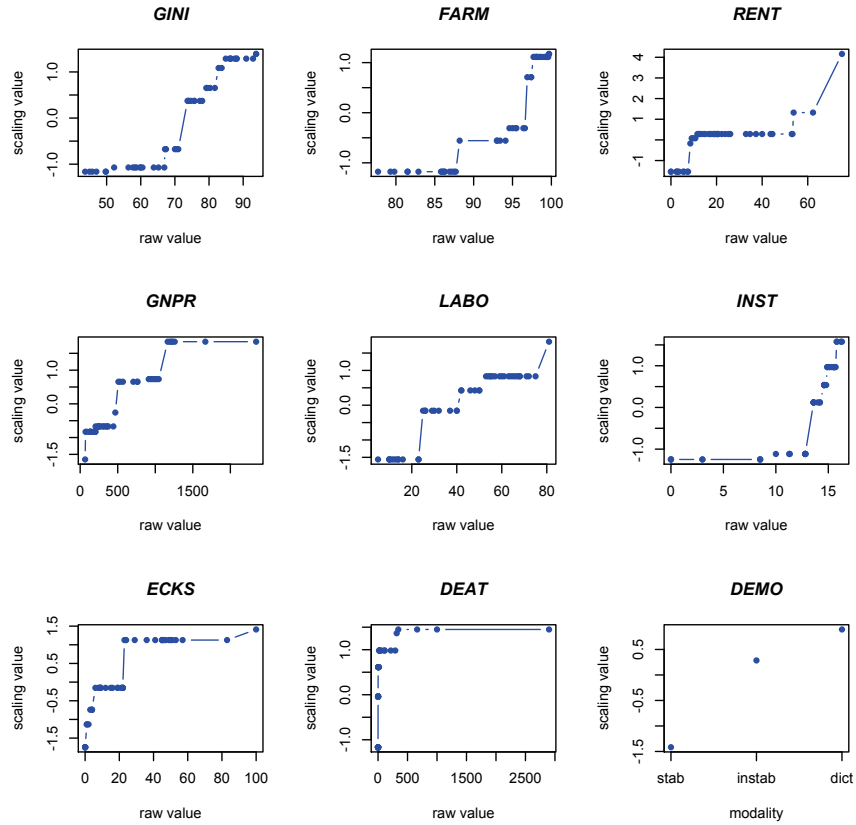 GINI
scaling value
-1.0 0.0 1.0
50 60 70 80 90
raw value
FARM
scaling value
-1.0 0.0 1.0
80 85 90 95 100
raw value
RENT
scaling value
-1 1 2 3 4
0 20 40 60
raw value
GNPR
scaling value
-1.5 0.0 1.0
0 500 1500
raw value
LABO
scaling value
-1.5 0.0 1.0
20 40 60 80
raw value
INST
scaling value
-1.0 0.0 1.0
0 5 10 15
raw value
ECKS
scaling value
-1.5 -0.5 0.5 1.5
0 20 40 60 80 100
raw value
DEAT
scaling value
-1.0 0.0 1.0
0 500 1500 2500
raw value
DEMO
scaling value
-1.5 -0.5 0.5
stab instab dict
modality